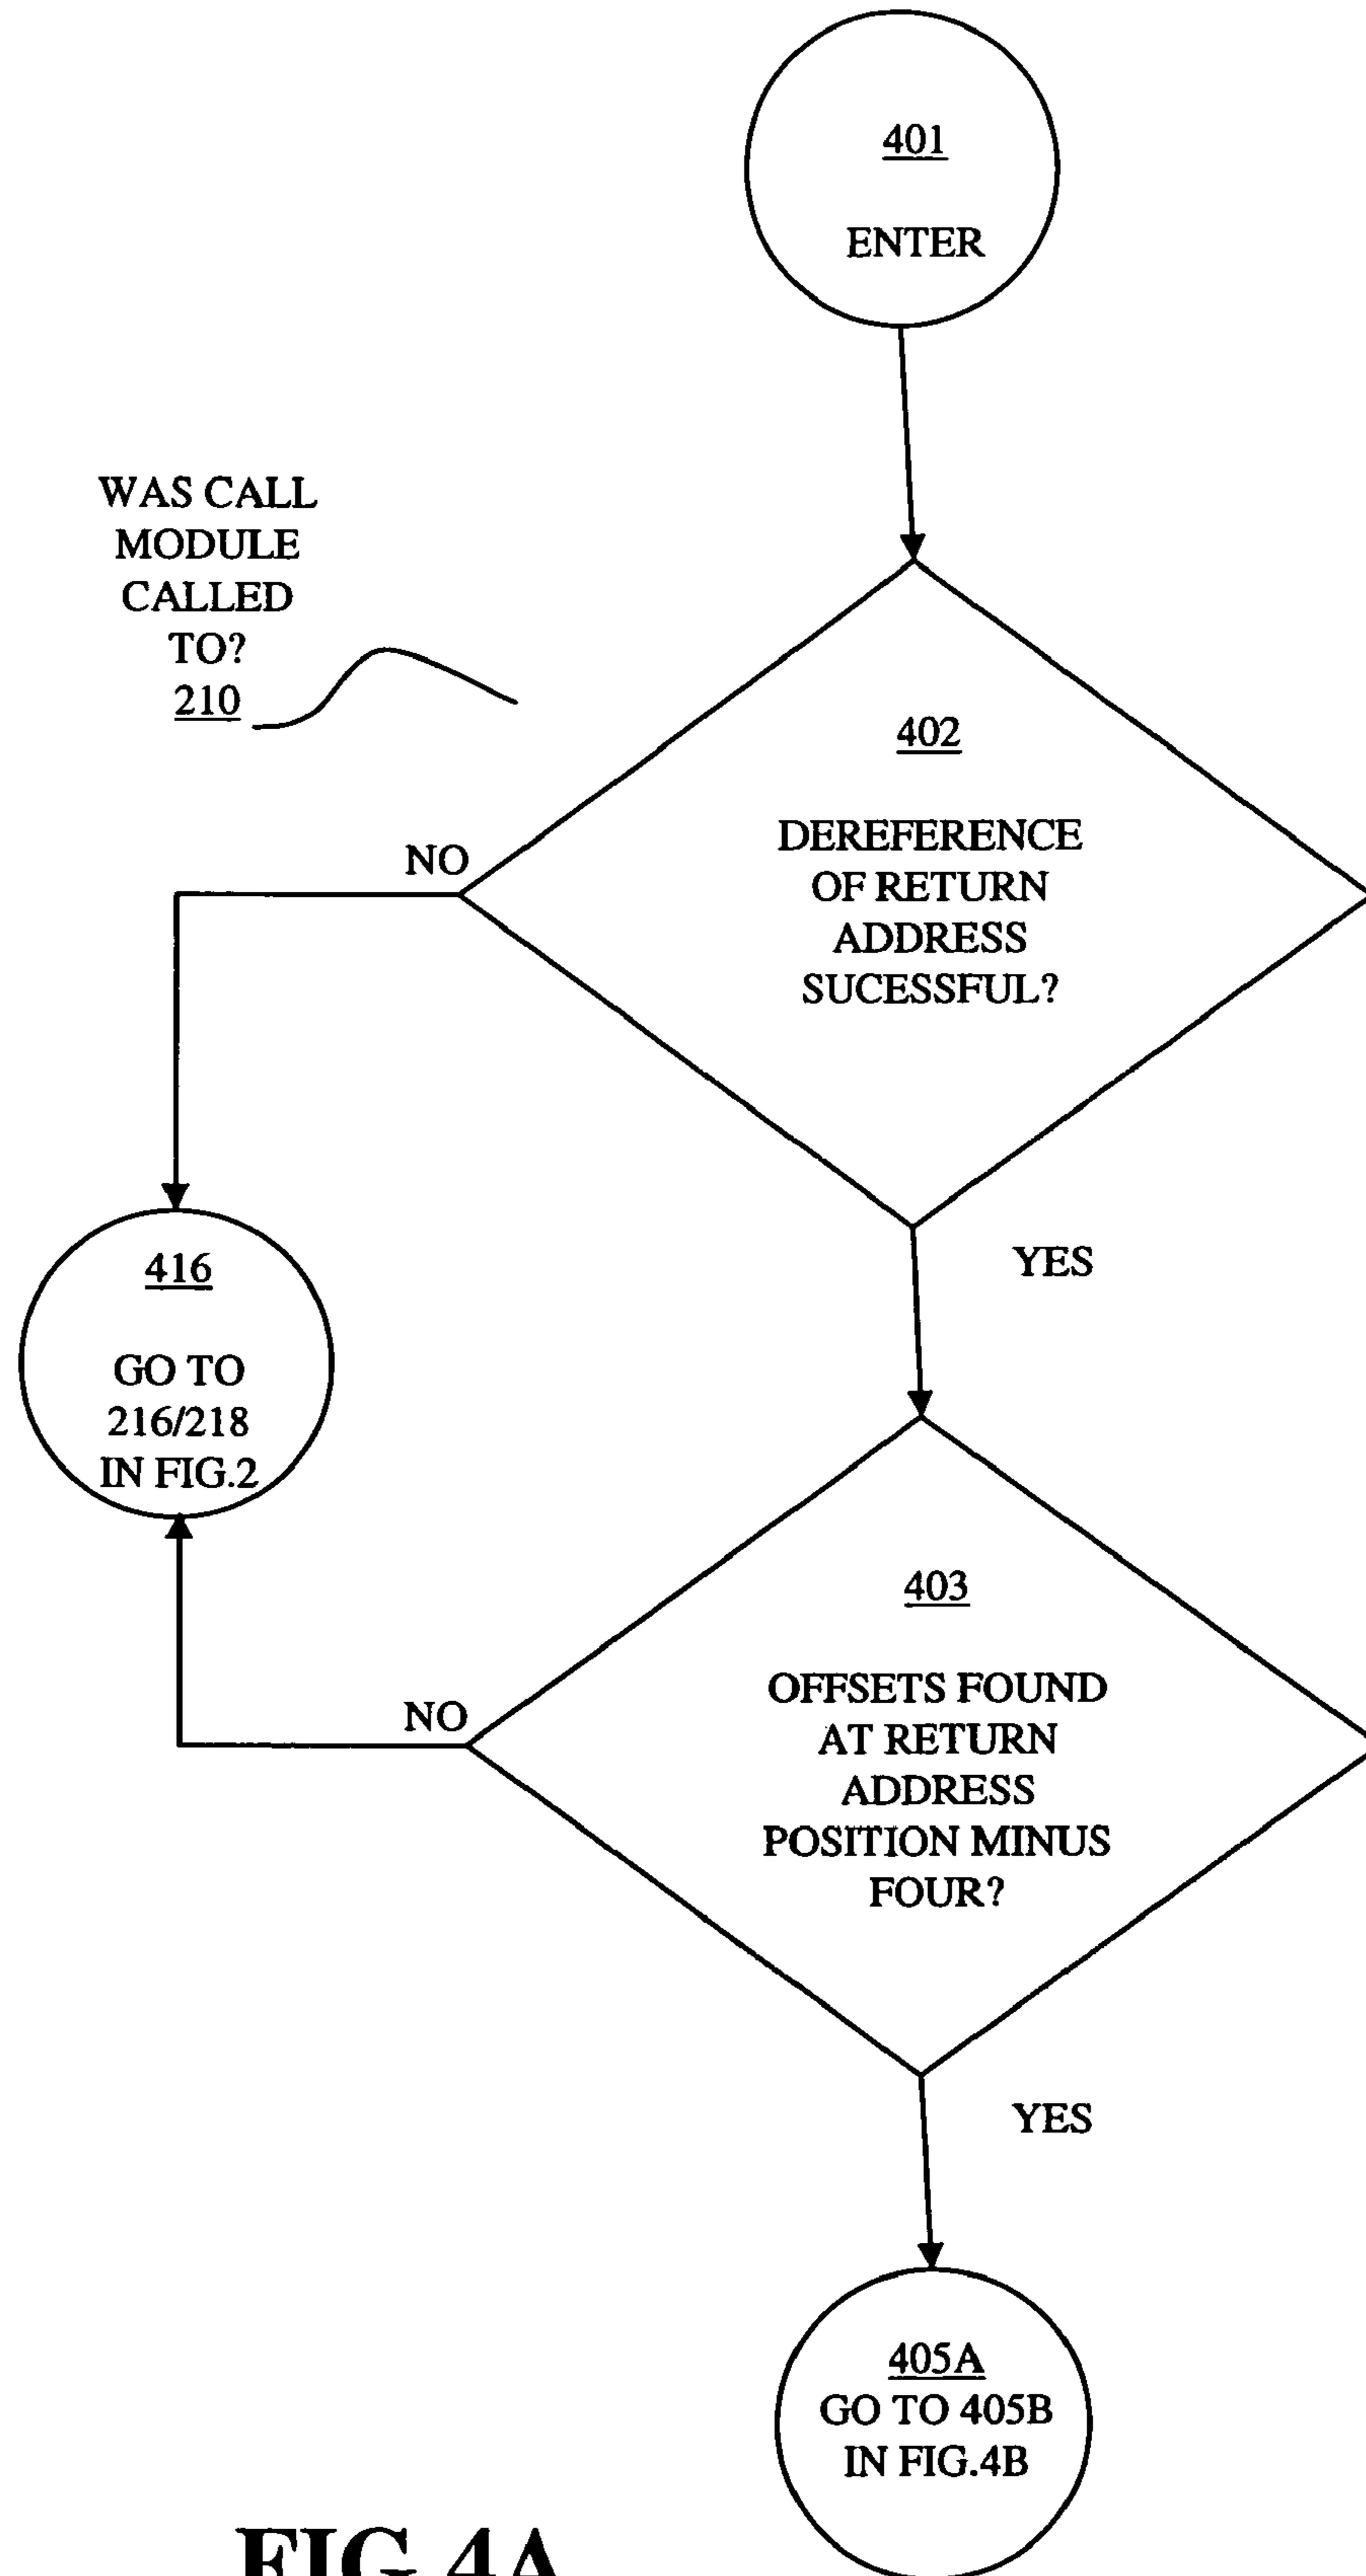 401
ENTER
WAS CALL
MODULE
CALLED
TO?
210
402
DEREFERENCE
OF RETURN
ADDRESS
SUCESSFUL?
NO
YES
416
GO TO
216/218
IN FIG.2
403
OFFSETS FOUND
AT RETURN
ADDRESS
POSITION MINUS
FOUR?
NO
YES
405A
GO TO 405B
IN FIG.4B
FIG.4A